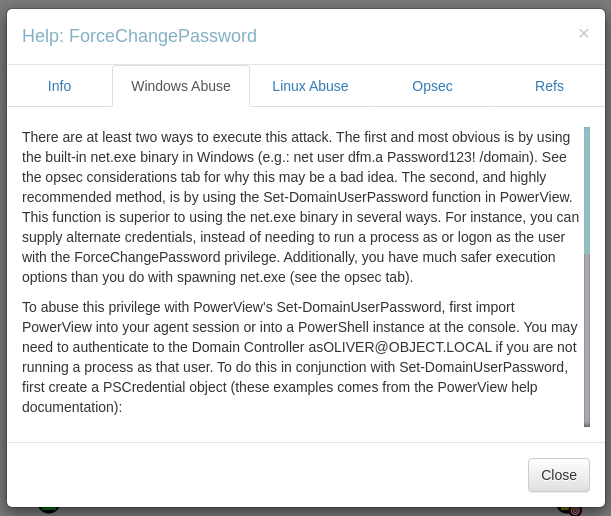 Help: ForceChangePassword
×
Info
Windows Abuse
Linux Abuse
Opsec
Refs
There are at least two ways to execute this attack. The first and most obvious is by using
the built-in net.exe binary in Windows (e.g.: net user dfm.a Password123! /domain). See
the opsec considerations tab for why this may be a bad idea. The second, and highly
recommended method, is by using the Set-DomainUserPassword function in PowerView.
This function is superior to using the net.exe binary in several ways. For instance, you can
supply alternate credentials, instead of needing to run a process as or logon as the user
with the ForceChangePassword privilege. Additionally, you have much safer execution
options than you do with spawning net.exe (see the opsec tab).
To abuse this privilege with PowerView's Set-DomainUserPassword, first import
PowerView into your agent session or into a PowerShell instance at the console. You may
need to authenticate to the Domain Controller asOLIVER@OBJECT.LOCAL if you are not
running a process as that user. To do this in conjunction with Set-DomainUserPassword,
first create a PSCredential object (these examples comes from the PowerView help
documentation):
Close